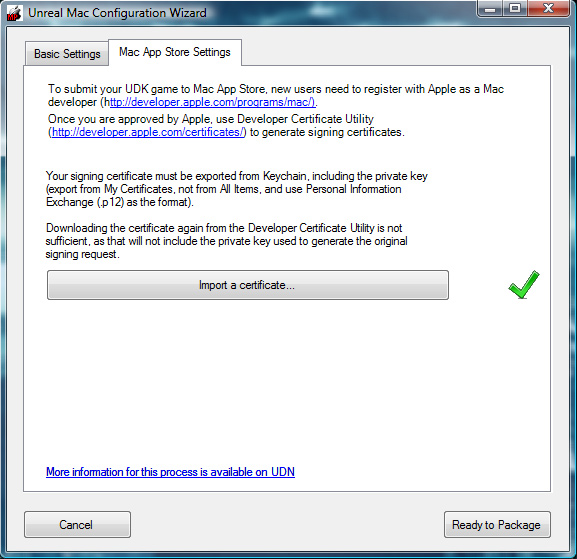 Unreal Mac Configuration Wizard
Basic Settings
Mac App Store Settings
To submit your UDK game to Mac App Store, new users need to register with Apple as a Mac
developer (http://developer.apple.com/programs/mac/).
Once you are approved by Apple, use Developer Certificate Utility
(http://developer.apple.com/certificates/) to generate signing certificates.
Your signing certificate must be exported from Keychain, including the private key
(export from My Certificates, not from All Items, and use Personal Information
Exchange (.p12) as the format).
Downloading the certificate again from the Developer Certificate Utility is not
sufficient, as that will not include the private key used to generate the original
signing request.
Import a certificate...
More information for this process is available on UDN
Cancel
Ready to Package